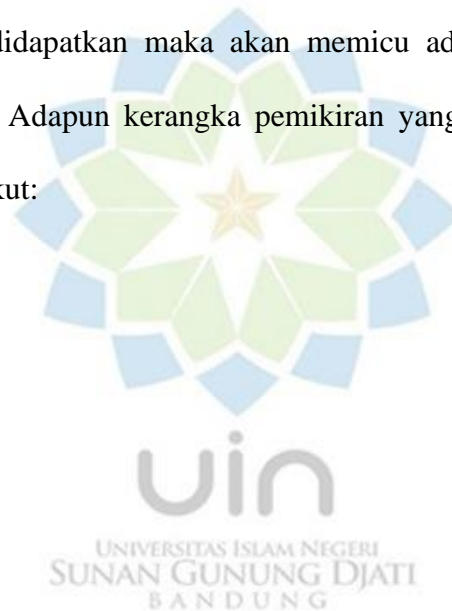 didapatkan maka akan memicu ad
Adapun kerangka pemikiran yang
kut:
uin
UNIVERSITAS ISLAM NEGERI
SUNAN GUNUNG DJATI
BANDUNG